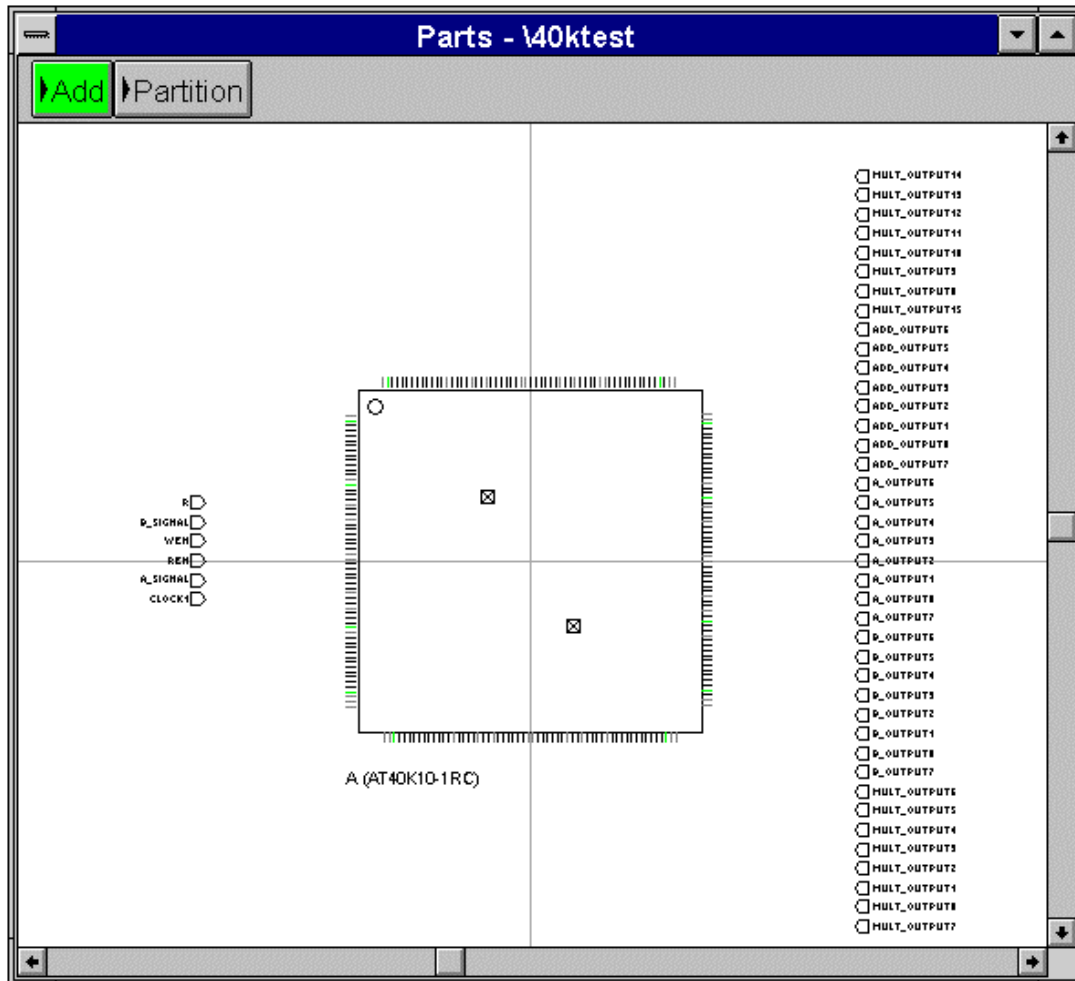 Parts - \40ktest
Add
Partition
R
B_SIGNAL
WEN
REN
A_SIGNAL
CLOCK1
A (AT40K10-1RC)
MULT_OUTPUT14
MULT_OUTPUT13
MULT_OUTPUT12
MULT_OUTPUT11
MULT_OUTPUT10
MULT_OUTPUT9
MULT_OUTPUT8
MULT_OUTPUT15
ADD_OUTPUT6
ADD_OUTPUT5
ADD_OUTPUT4
ADD_OUTPUT3
ADD_OUTPUT2
ADD_OUTPUT1
ADD_OUTPUT0
ADD_OUTPUT7
A_OUTPUT6
A_OUTPUT5
A_OUTPUT4
A_OUTPUT3
A_OUTPUT2
A_OUTPUT1
A_OUTPUT0
A_OUTPUT7
B_OUTPUT6
B_OUTPUT5
B_OUTPUT4
B_OUTPUT3
B_OUTPUT2
B_OUTPUT1
B_OUTPUT0
B_OUTPUT7
MULT_OUTPUT6
MULT_OUTPUT5
MULT_OUTPUT4
MULT_OUTPUT3
MULT_OUTPUT2
MULT_OUTPUT1
MULT_OUTPUT0
MULT_OUTPUT7